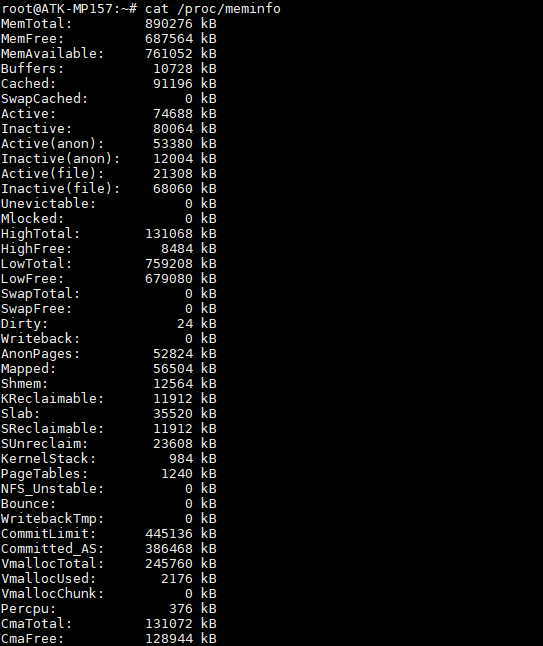 root@ATK-MP157:~# cat /proc/meminfo
MemTotal:         890276 kB
MemFree:          687564 kB
MemAvailable:     761052 kB
Buffers:           10728 kB
Cached:            91196 kB
SwapCached:            0 kB
Active:            74688 kB
Inactive:          80064 kB
Active(anon):      53380 kB
Inactive(anon):    12004 kB
Active(file):      21308 kB
Inactive(file):    68060 kB
Unevictable:           0 kB
Mlocked:               0 kB
HighTotal:        131068 kB
HighFree:           8484 kB
LowTotal:         759208 kB
LowFree:          679080 kB
SwapTotal:             0 kB
SwapFree:              0 kB
Dirty:                24 kB
Writeback:             0 kB
AnonPages:         52824 kB
Mapped:            56504 kB
Shmem:             12564 kB
KReclaimable:      11912 kB
Slab:              35520 kB
SReclaimable:      11912 kB
SUnreclaim:        23608 kB
KernelStack:         984 kB
PageTables:         1240 kB
NFS_Unstable:          0 kB
Bounce:                0 kB
WritebackTmp:          0 kB
CommitLimit:      445136 kB
Committed_AS:     386468 kB
VmallocTotal:     245760 kB
VmallocUsed:        2176 kB
VmallocChunk:          0 kB
Percpu:              376 kB
CmaTotal:         131072 kB
CmaFree:          128944 kB